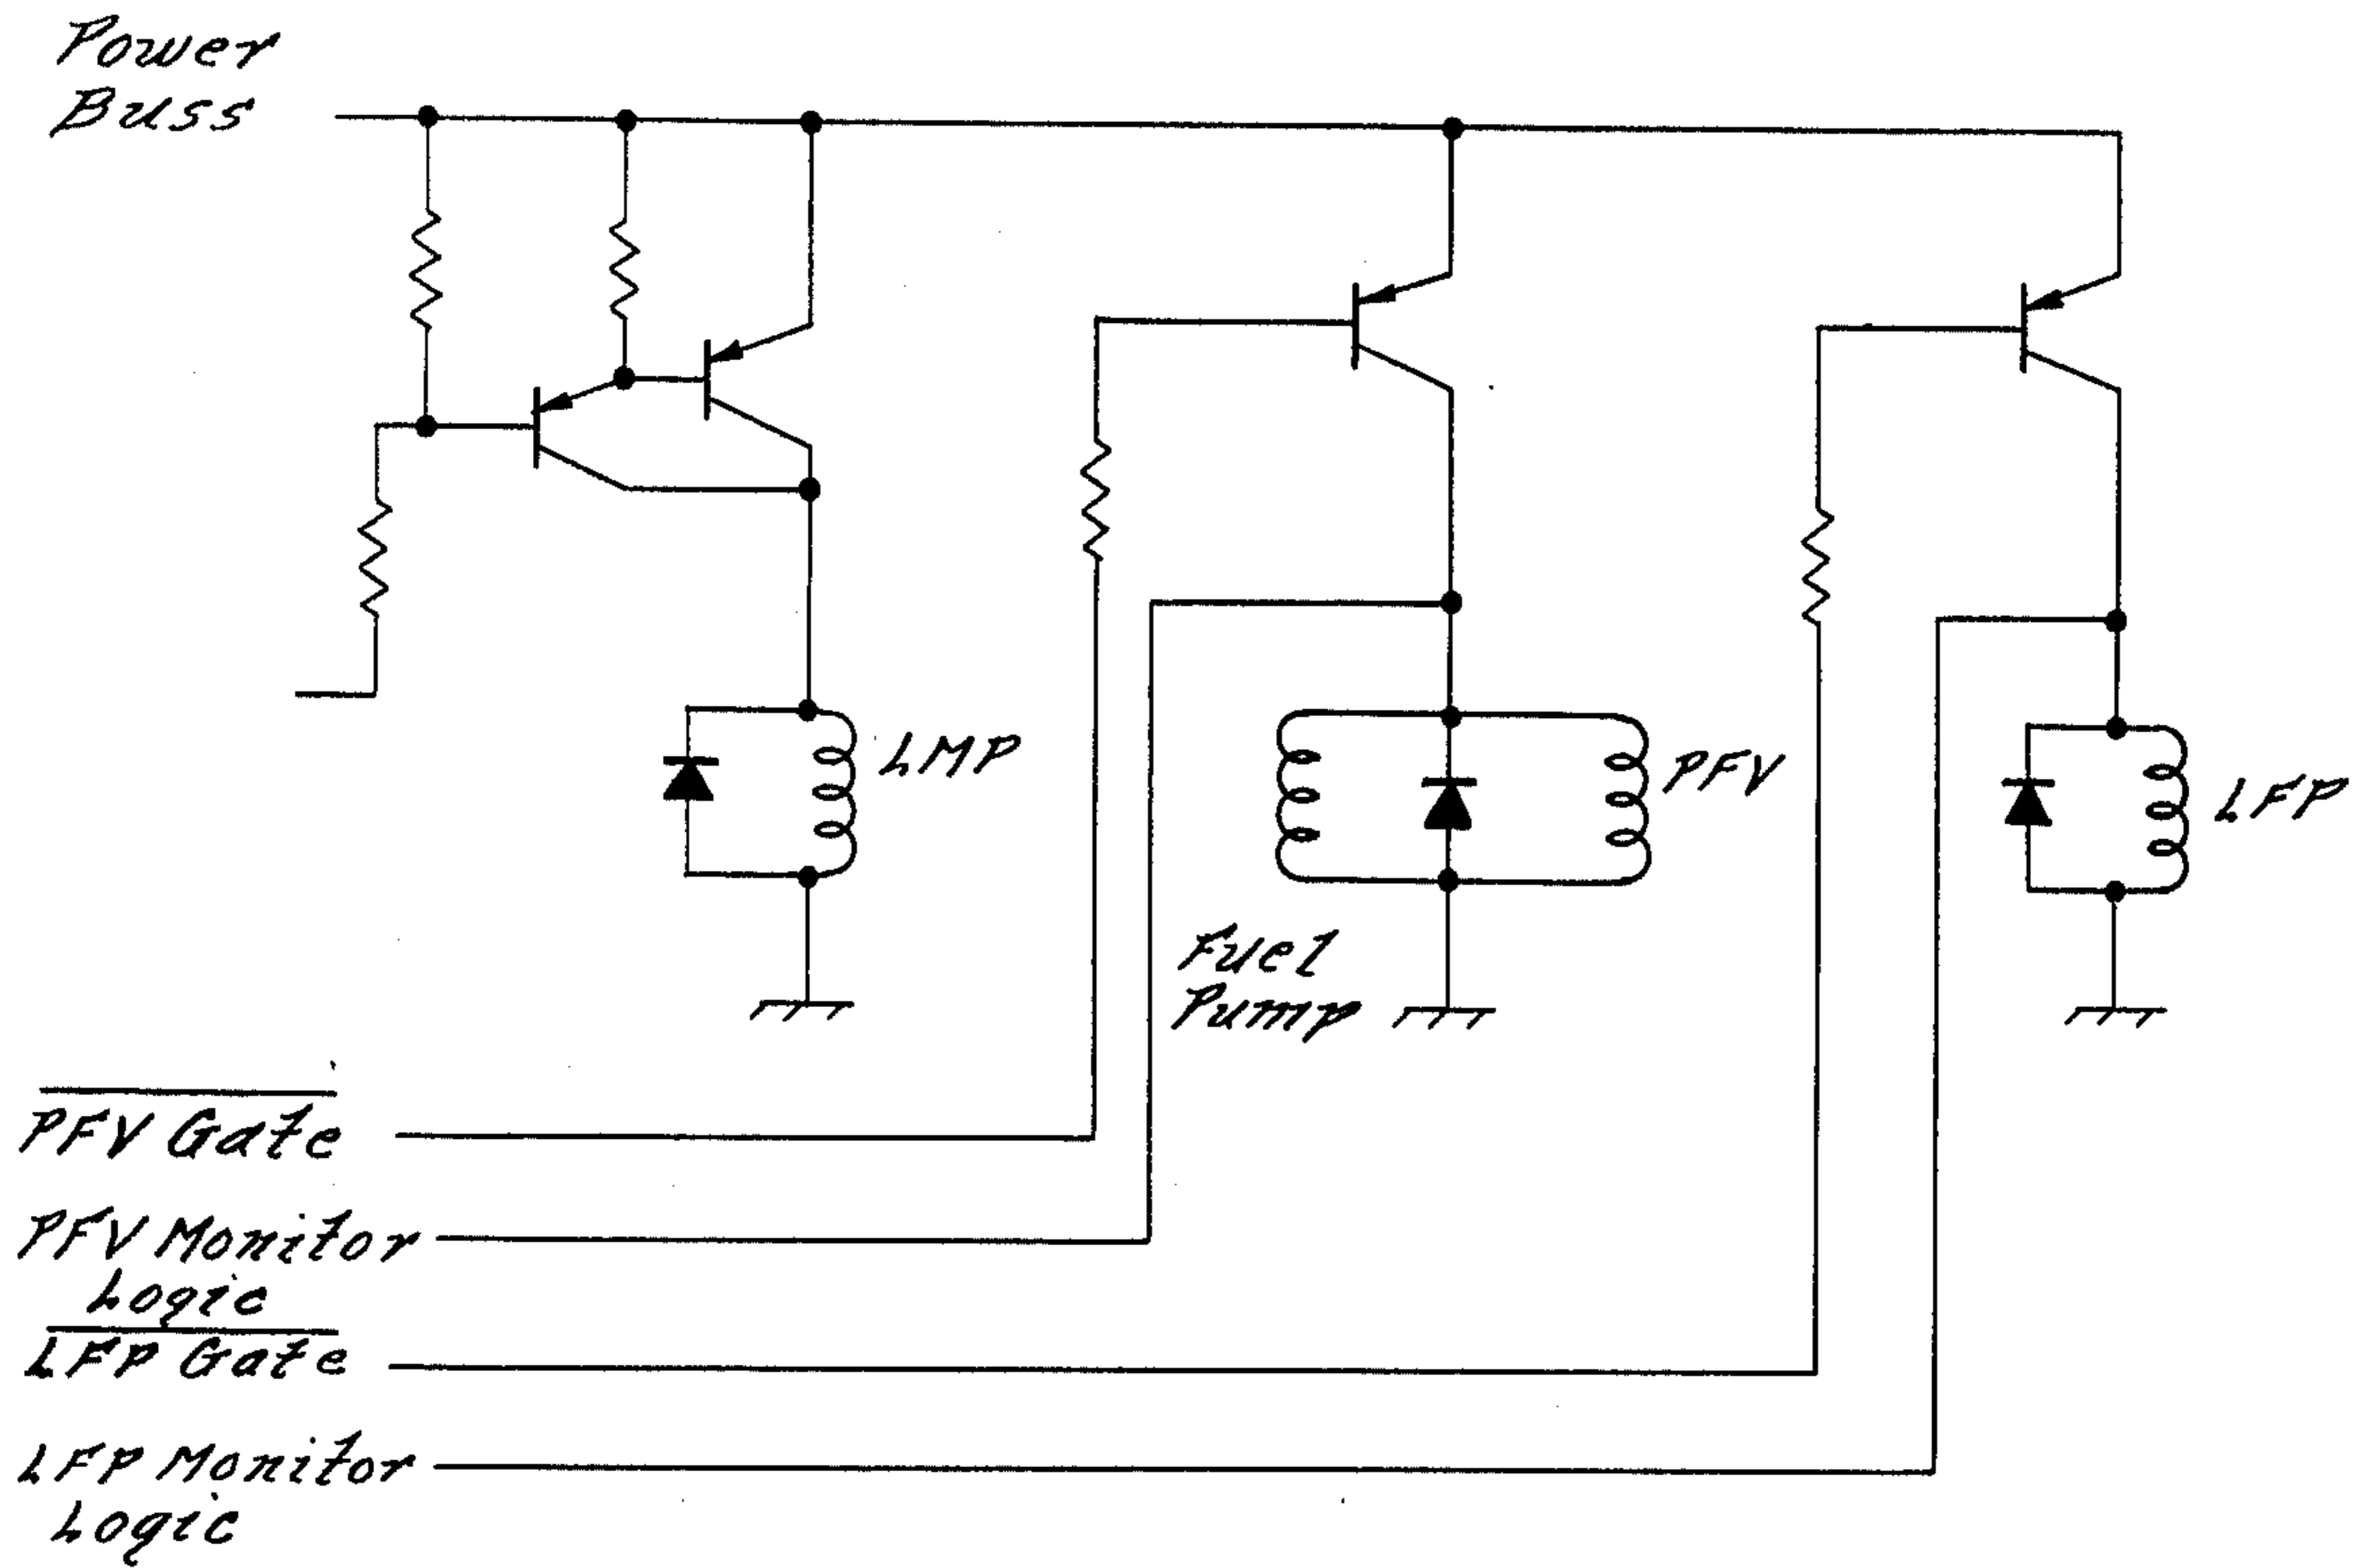 Power
Buss
LMP
PFV
LFP
Fuel
Pump
PFV Gate
PFV Monitor
Logic
LFP Gate
LFP Monitor
Logic